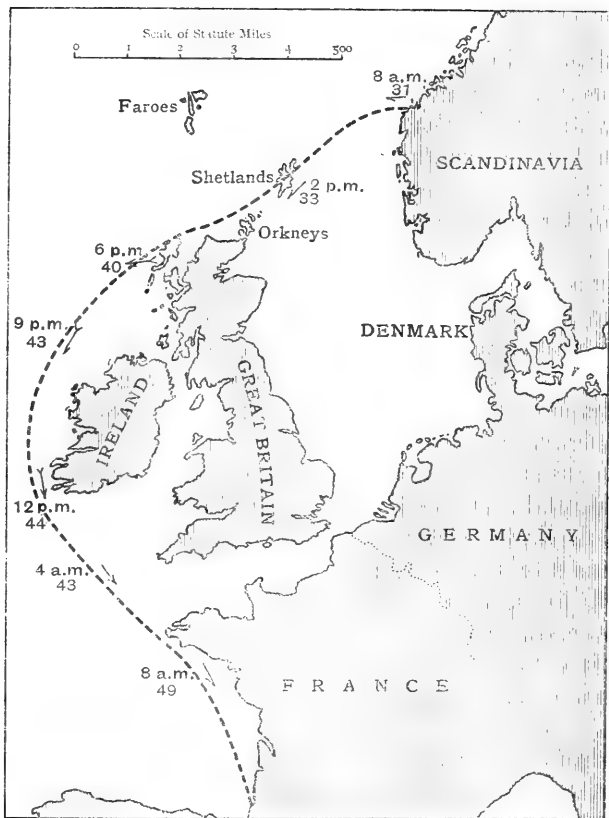 Scale of Statute Miles
0 1 2 3 4 500
8 a.m.
31
Faroes
SCANDINAVIA
Shetlands
2 p.m.
33
Orkneys
6 p.m.
40
9 p.m.
43
DENMARK
IRELAND
GREAT BRITAIN
12 p.m.
44
GERMANY
4 a.m.
43
8 a.m.
49
FRANCE